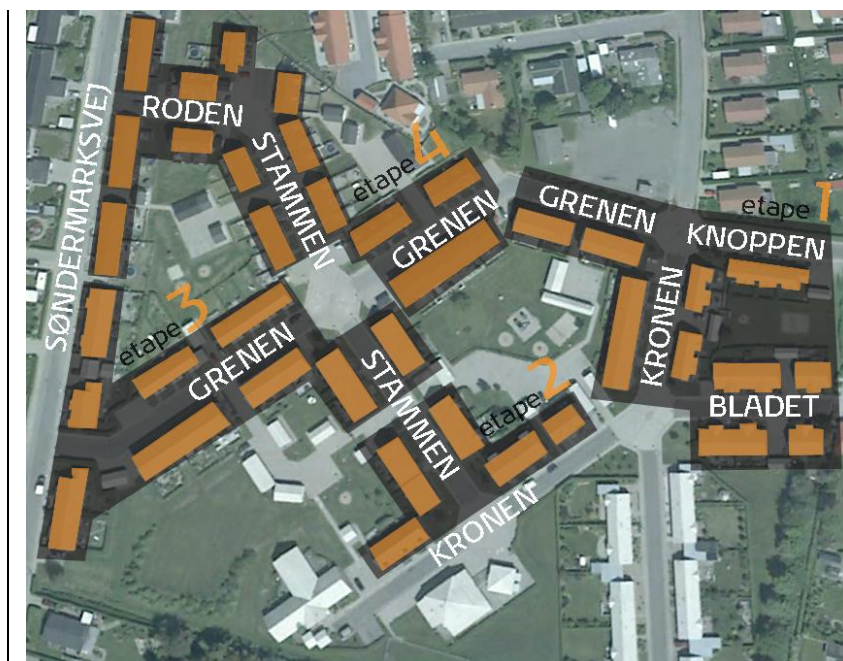 RODEN
SØNDERMARKSVEJ
STAMMEN
etape 4
GRENEN
GRENEN
etape 1
KNOPPEN
KRONEN
etape 3
GRENEN
STAMMEN
etape 2
BLADET
KRONEN